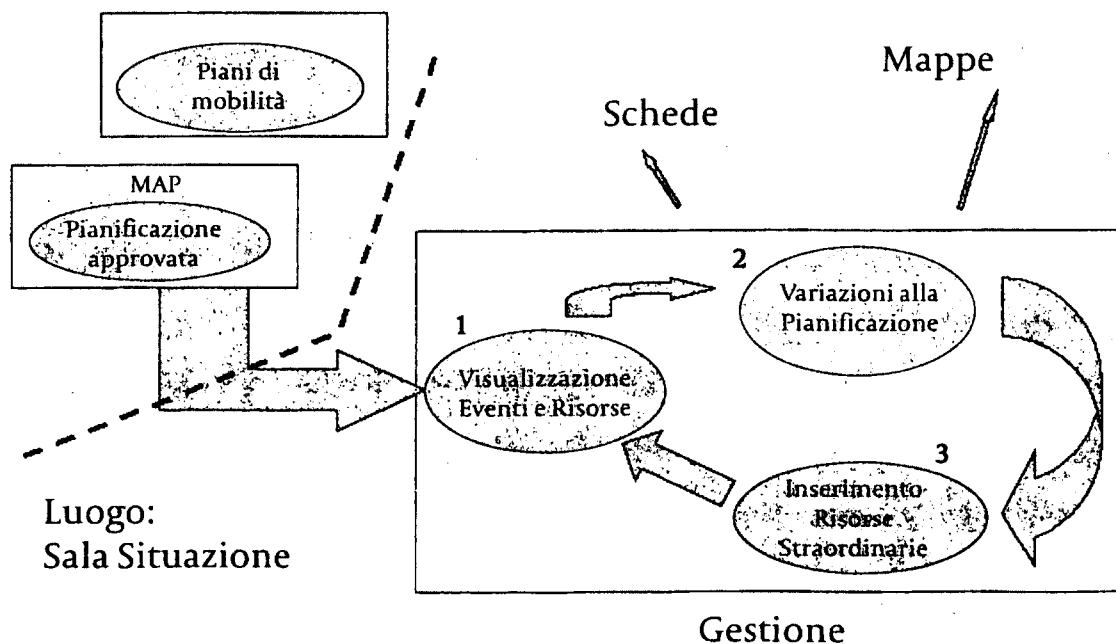 Piani di
mobilità
MAP
Pianificazione
approvata
Schede
Mappe
1
Visualizzazione
Eventi e Risorse
6
2
Variazioni alla
Pianificazione
3
Inserimento
Risorse
Straordinarie
Luogo:
Sala Situazione
Gestione